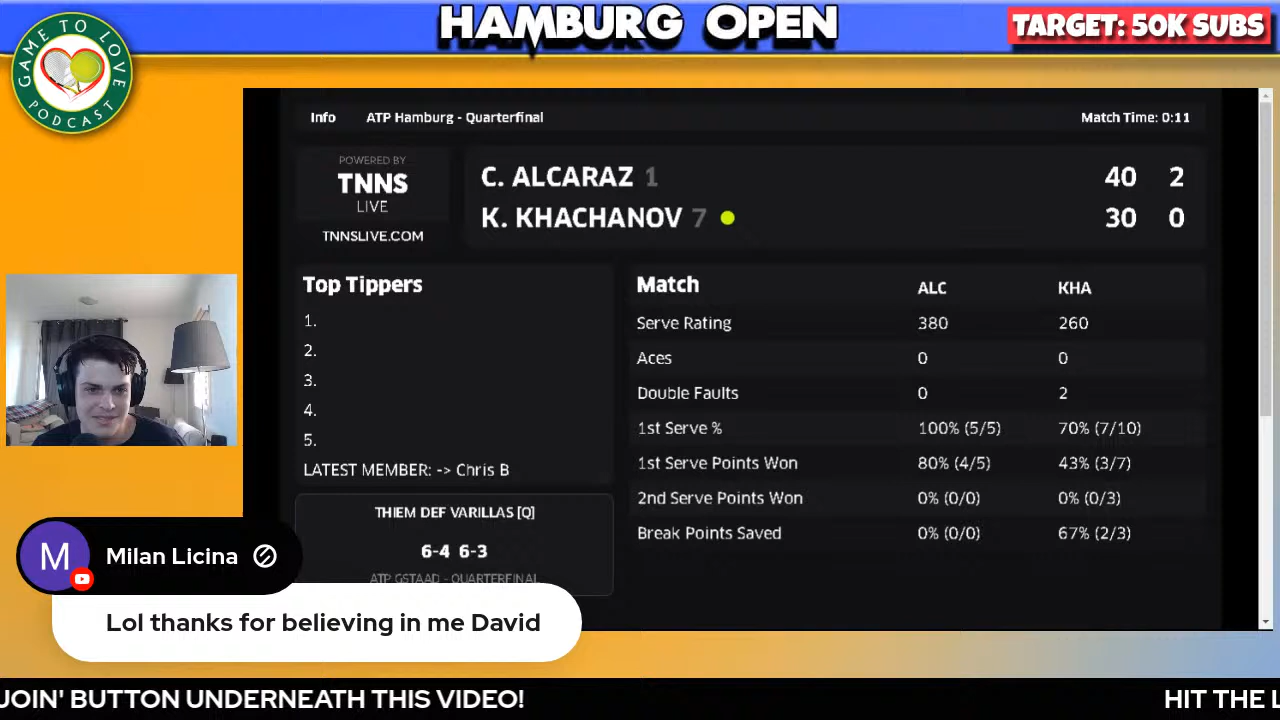 HAMBURG OPEN
TARGET: 50K SUBS
GAME TO LOVE
PODCAST
Info ATP Hamburg - Quarterfinal Match Time: 0:11
POWERED BY
TNNS
LIVE
TNNSLIVE.COM
C. ALCARAZ 1 40 2
K. KHACHANOV 7 30 0
Top Tippers
1.
2.
3.
4.
5.
LATEST MEMBER: -> Chris B
THIEM DEF VARILLAS [Q]
6-4 6-3
ATP GSTAAD - QUARTERFINAL
Match ALC KHA
Serve Rating 380 260
Aces 0 0
Double Faults 0 2
1st Serve % 100% (5/5) 70% (7/10)
1st Serve Points Won 80% (4/5) 43% (3/7)
2nd Serve Points Won 0% (0/0) 0% (0/3)
Break Points Saved 0% (0/0) 67% (2/3)
M
Milan Licina
Lol thanks for believing in me David
JOIN' BUTTON UNDERNEATH THIS VIDEO! HIT THE L